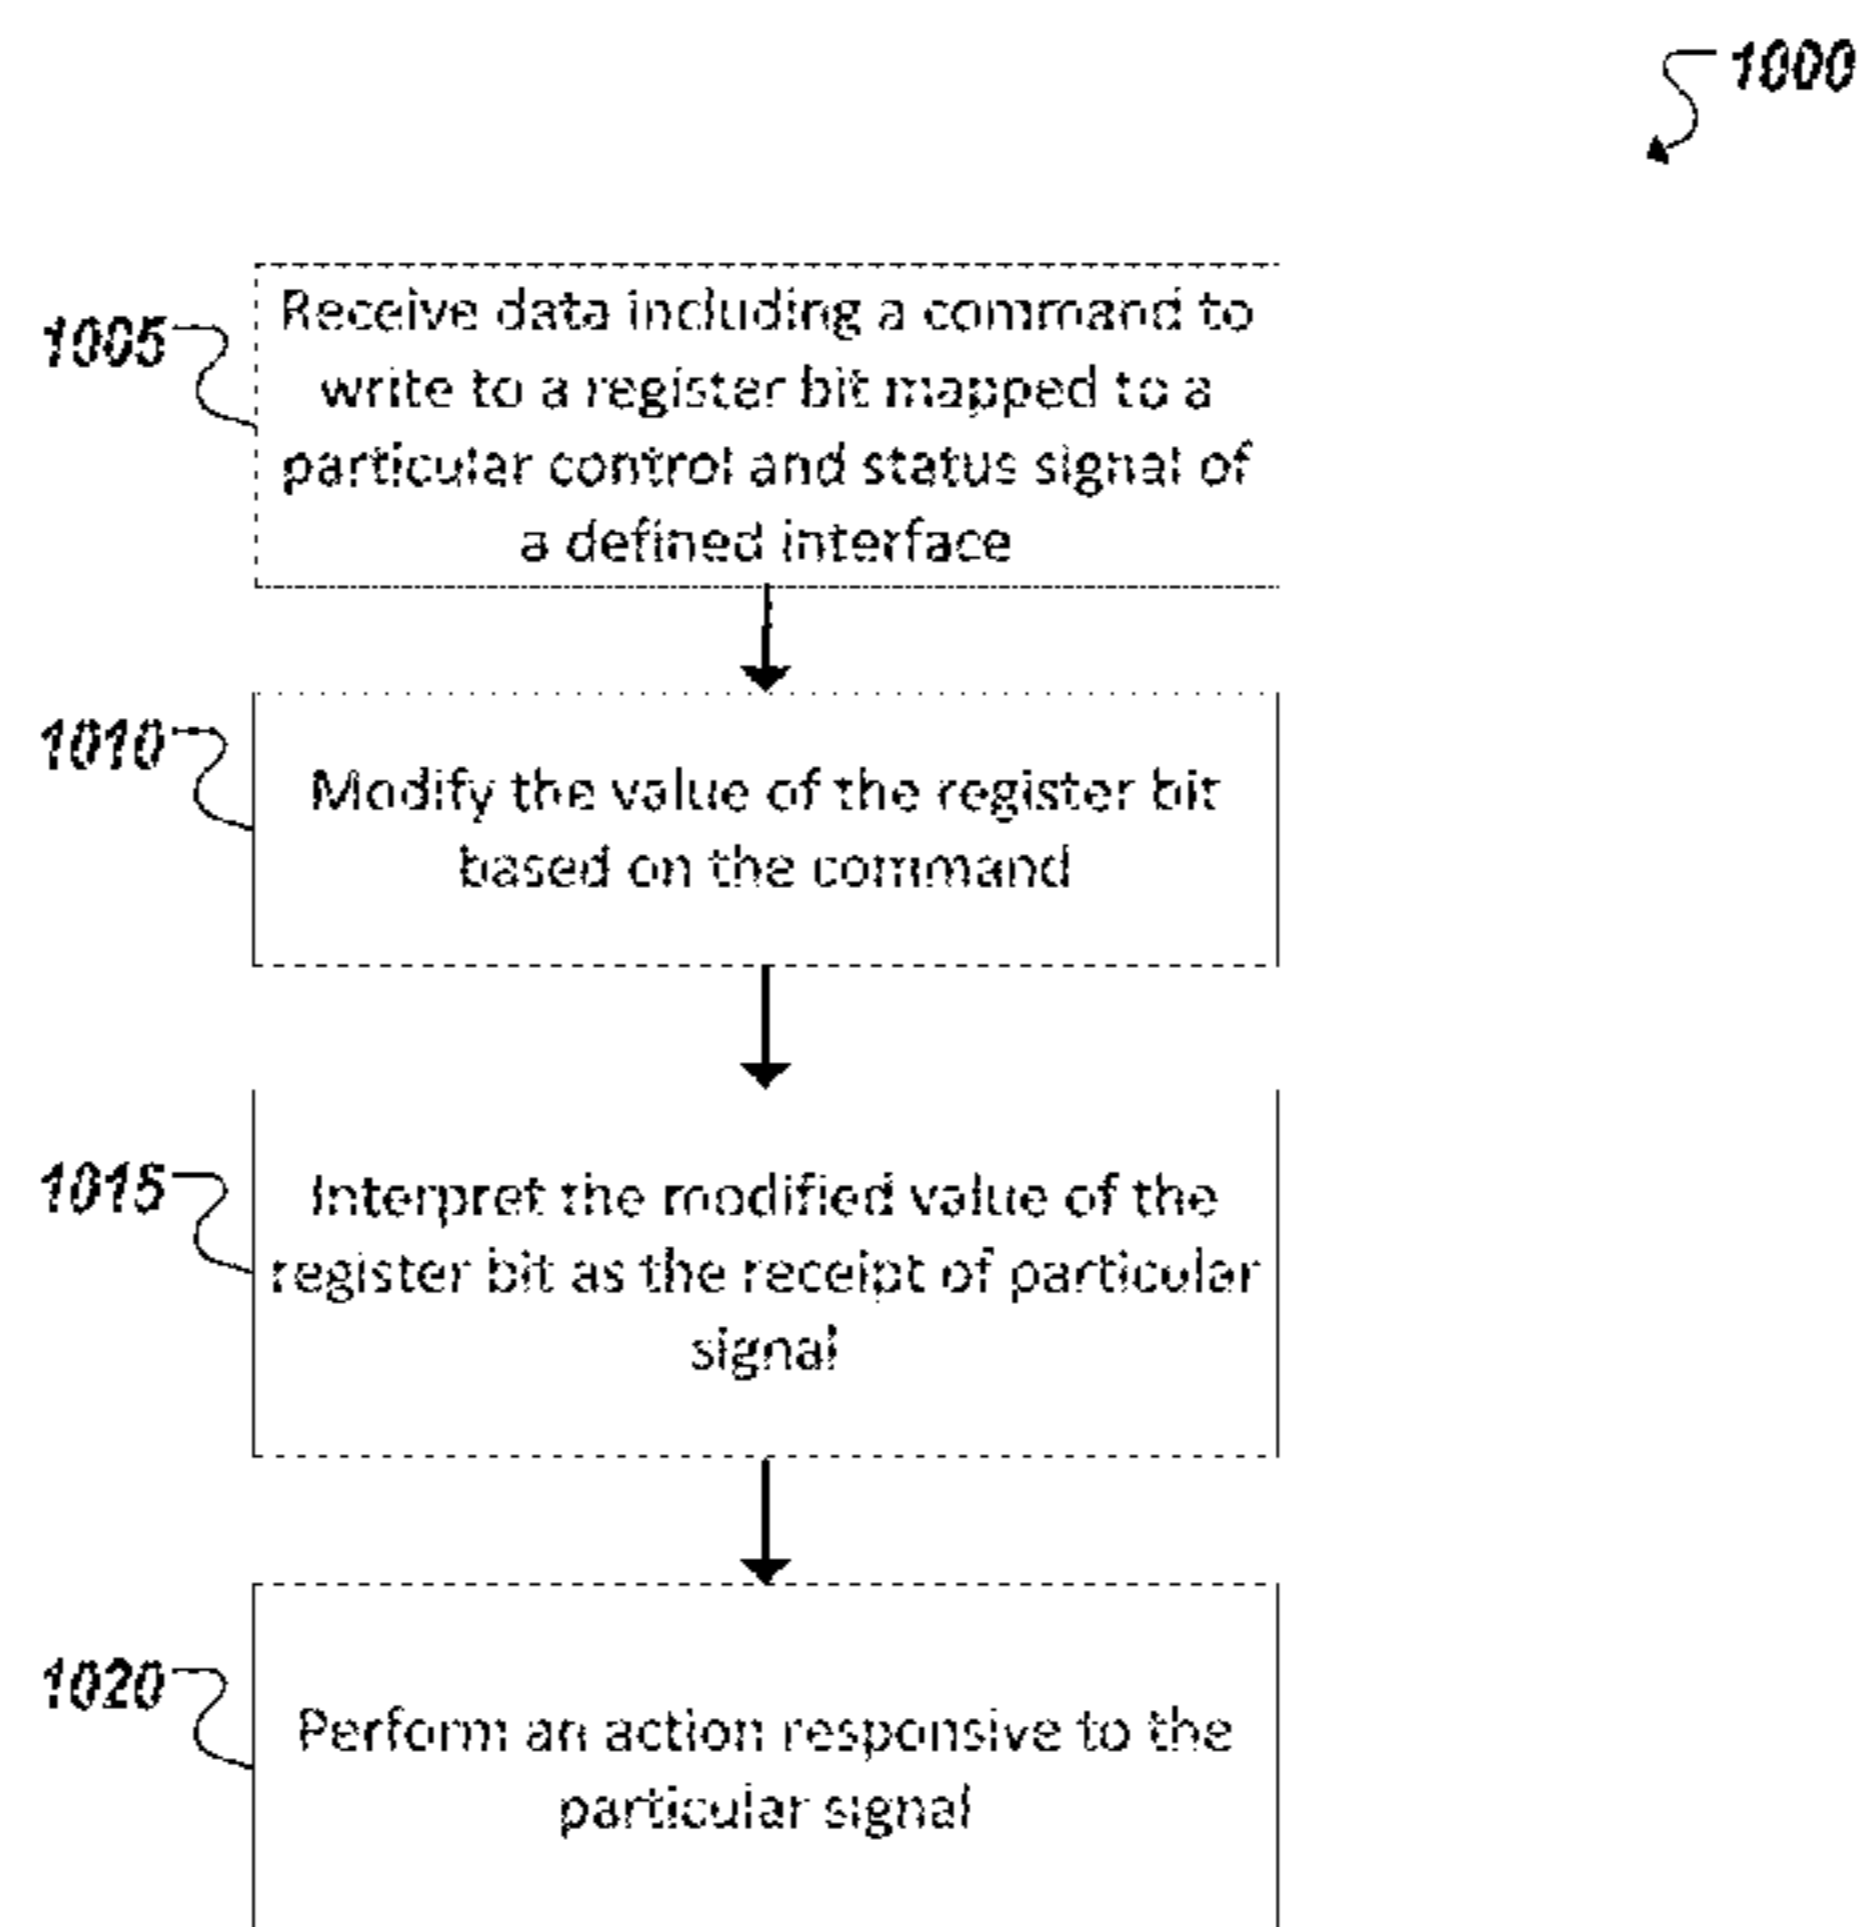 1000
1005
Receive data including a command to
write to a register bit mapped to a
particular control and status signal of
a defined interface
1010
Modify the value of the register bit
based on the command
1015
Interpret the modified value of the
register bit as the receipt of particular
signal
1020
Perform an action responsive to the
particular signal